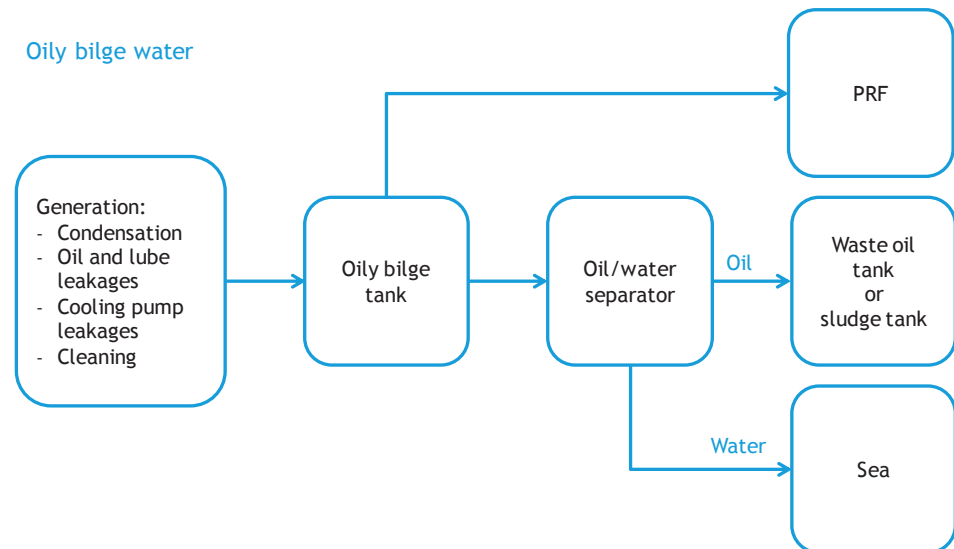 Oily bilge water
PRF
Generation:
- Condensation
- Oil and lube
leakages
- Cooling pump
leakages
- Cleaning
Oily bilge
tank
Oil/water
separator
Oil
Waste oil
tank
or
sludge tank
Water
Sea